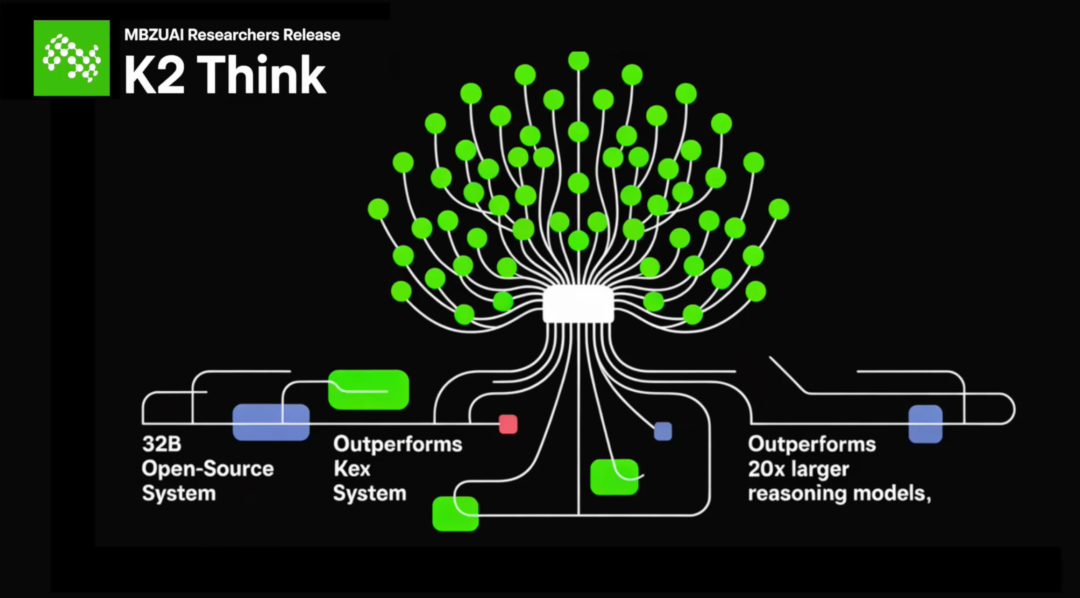 MBZUAI Researchers Release
K2 Think
32B
Open-Source
System
Outperforms
Kex
System
Outperforms
20x larger
reasoning models,